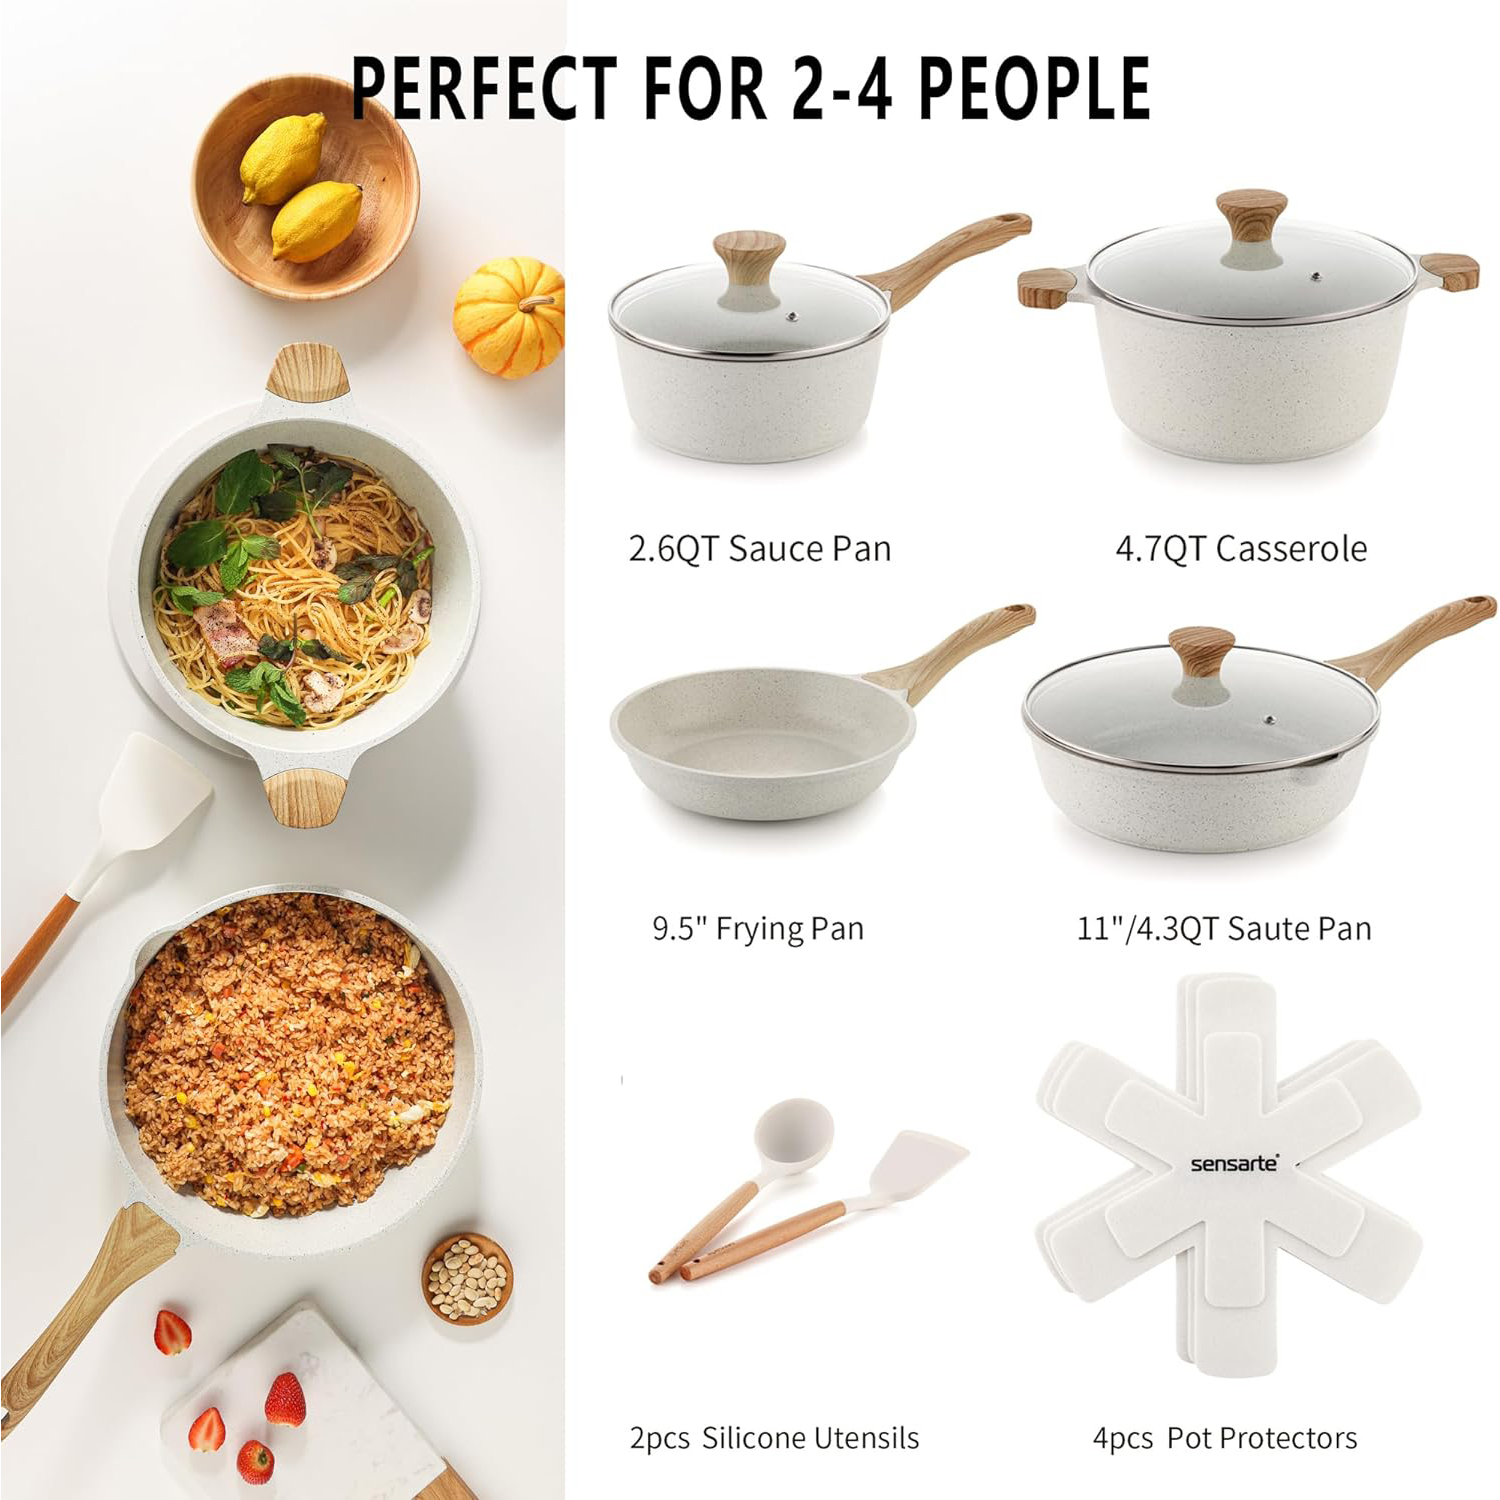 PERFECT FOR 2-4 PEOPLE
2.6QT Sauce Pan
4.7QT Casserole
9.5" Frying Pan
11"/4.3QT Saute Pan
sensarte®
2pcs Silicone Utensils
4pcs Pot Protectors